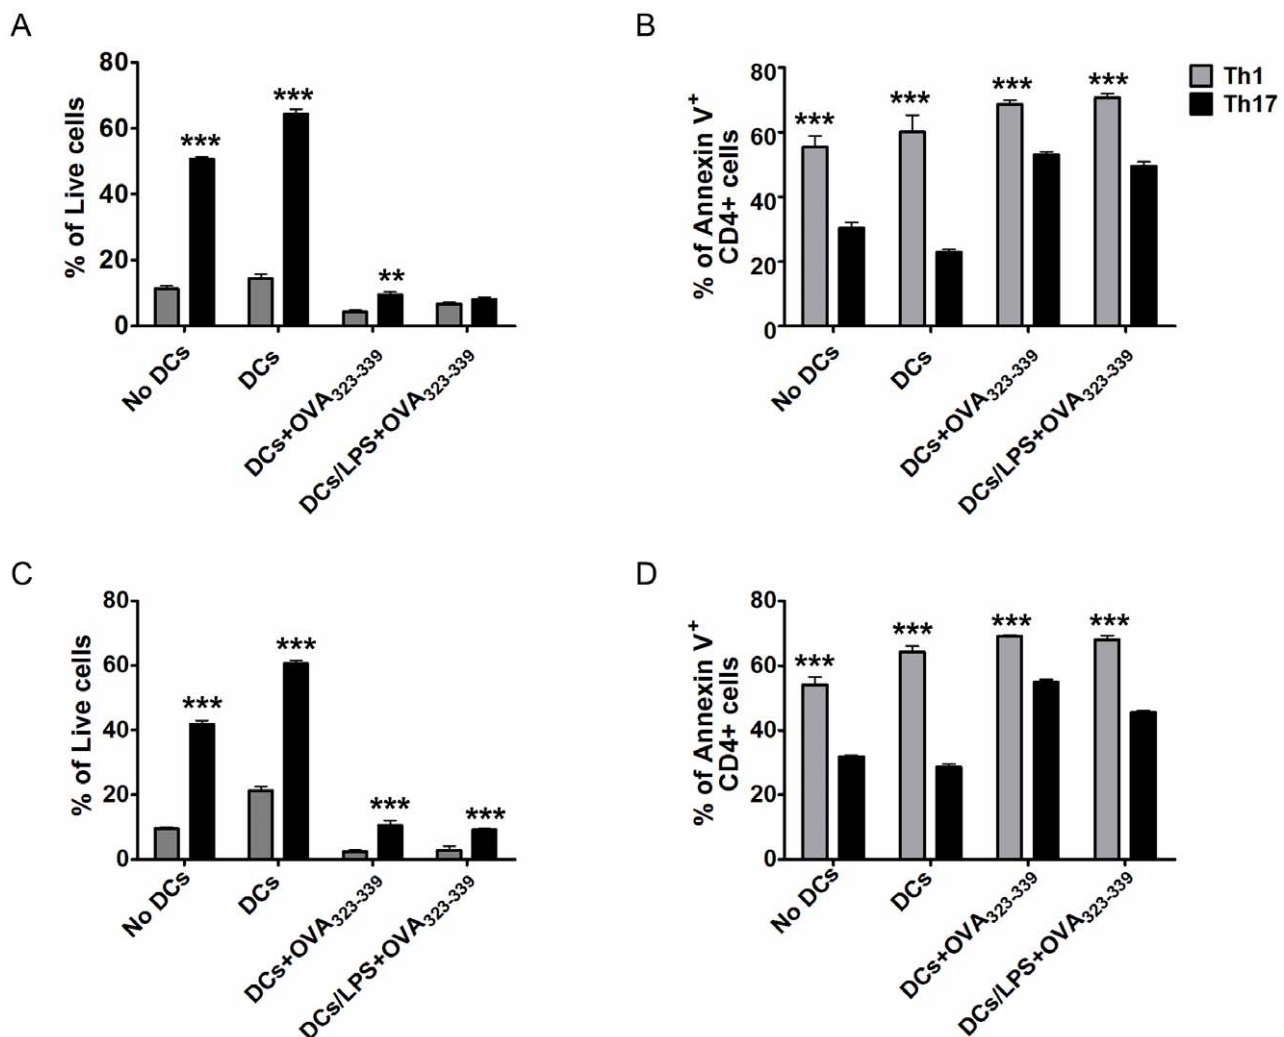 A
% of Live cells
80
60
40
20
0
***
***
**
No DCs
DCs
DCs+OVA323-339
DCs/LPS+OVA323-339
B
% of Annexin V+
CD4+ cells
80
60
40
20
0
***
***
***
***
No DCs
DCs
DCs+OVA323-339
DCs/LPS+OVA323-339
Th1
Th17
C
% of Live cells
80
60
40
20
0
***
***
***
***
No DCs
DCs
DCs+OVA323-339
DCs/LPS+OVA323-339
D
% of Annexin V+
CD4+ cells
80
60
40
20
0
***
***
***
***
No DCs
DCs
DCs+OVA323-339
DCs/LPS+OVA323-339